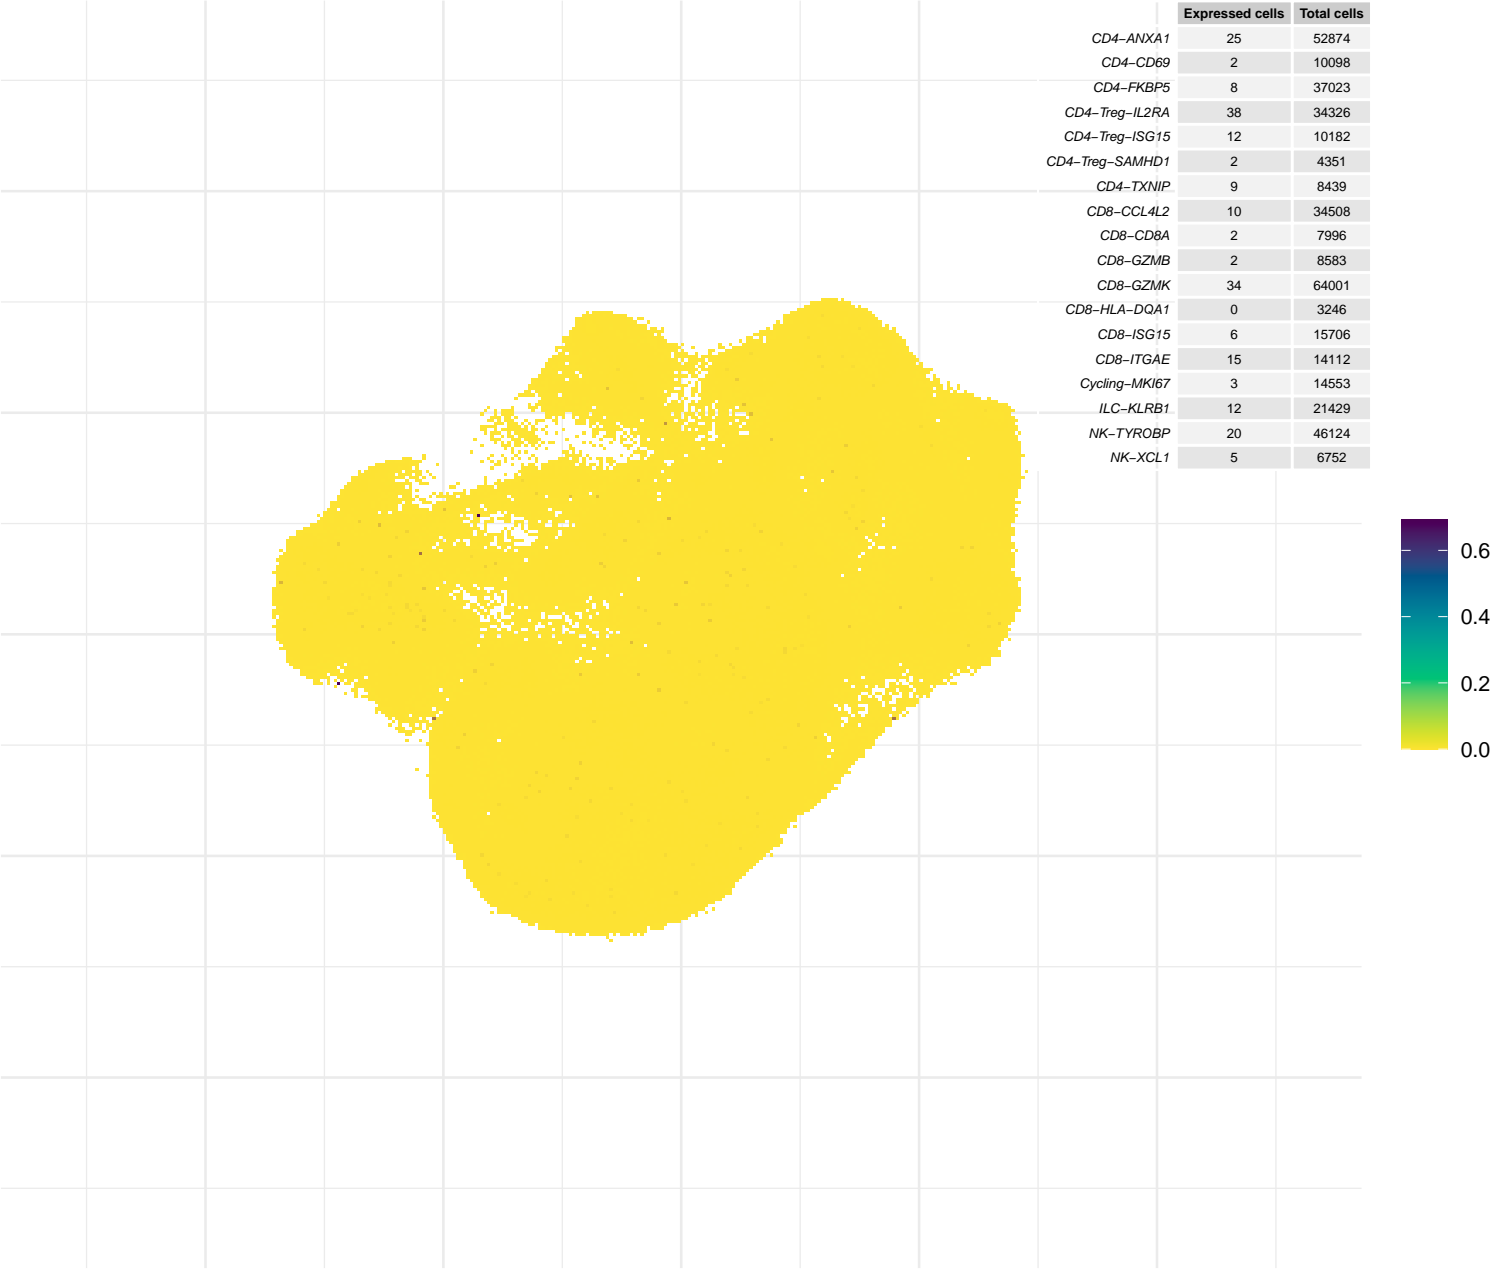 Expressed cells Total cells
CD4−ANXA1 25 52874
CD4−CD69 2 10098
CD4−FKBP5 8 37023
CD4−Treg−IL2RA 38 34326
CD4−Treg−ISG15 12 10182
CD4−Treg−SAMHD1 2 4351
CD4−TXNIP 9 8439
CD8−CCL4L2 10 34508
CD8−CD8A 2 7996
CD8−GZMB 2 8583
CD8−GZMK 34 64001
CD8−HLA−DQA1 0 3246
CD8−ISG15 6 15706
CD8−ITGAE 15 14112
Cycling−MKI67 3 14553
ILC−KLRB1 12 21429
NK−TYROBP 20 46124
NK−XCL1 5 6752
0.6
0.4
0.2
0.0